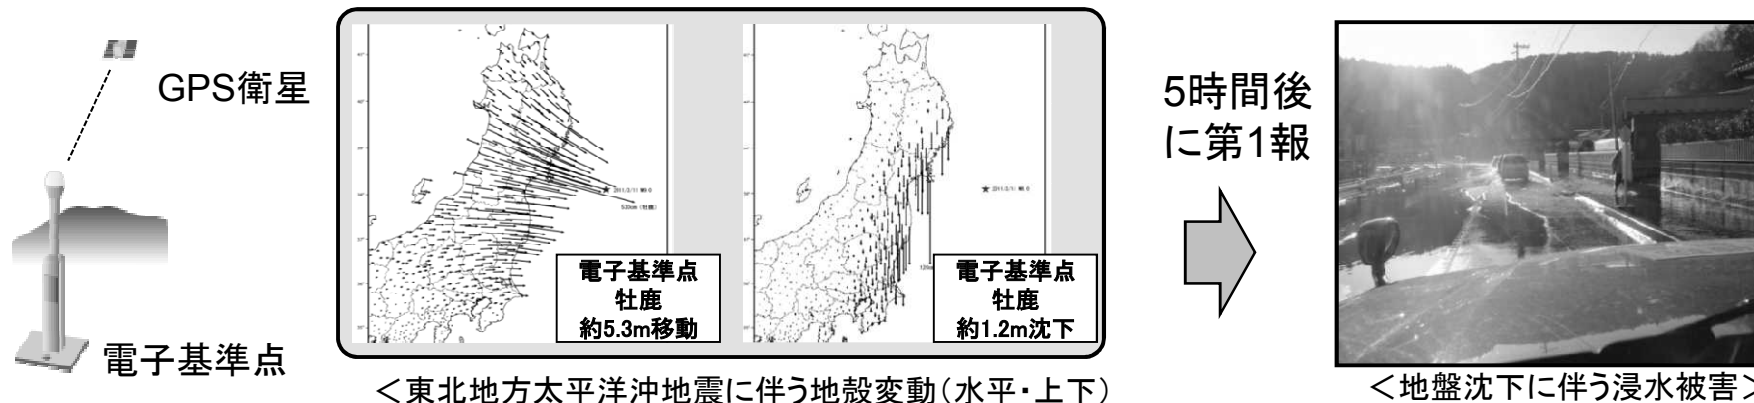 GPS衛星
電子基準点
電子基準点
牡鹿
約5.3m移動
電子基準点
牡鹿
約1.2m沈下
<東北地方太平洋沖地震に伴う地殻変動(水平・上下)
5時間後
に第1報
<地盤沈下に伴う浸水被害>